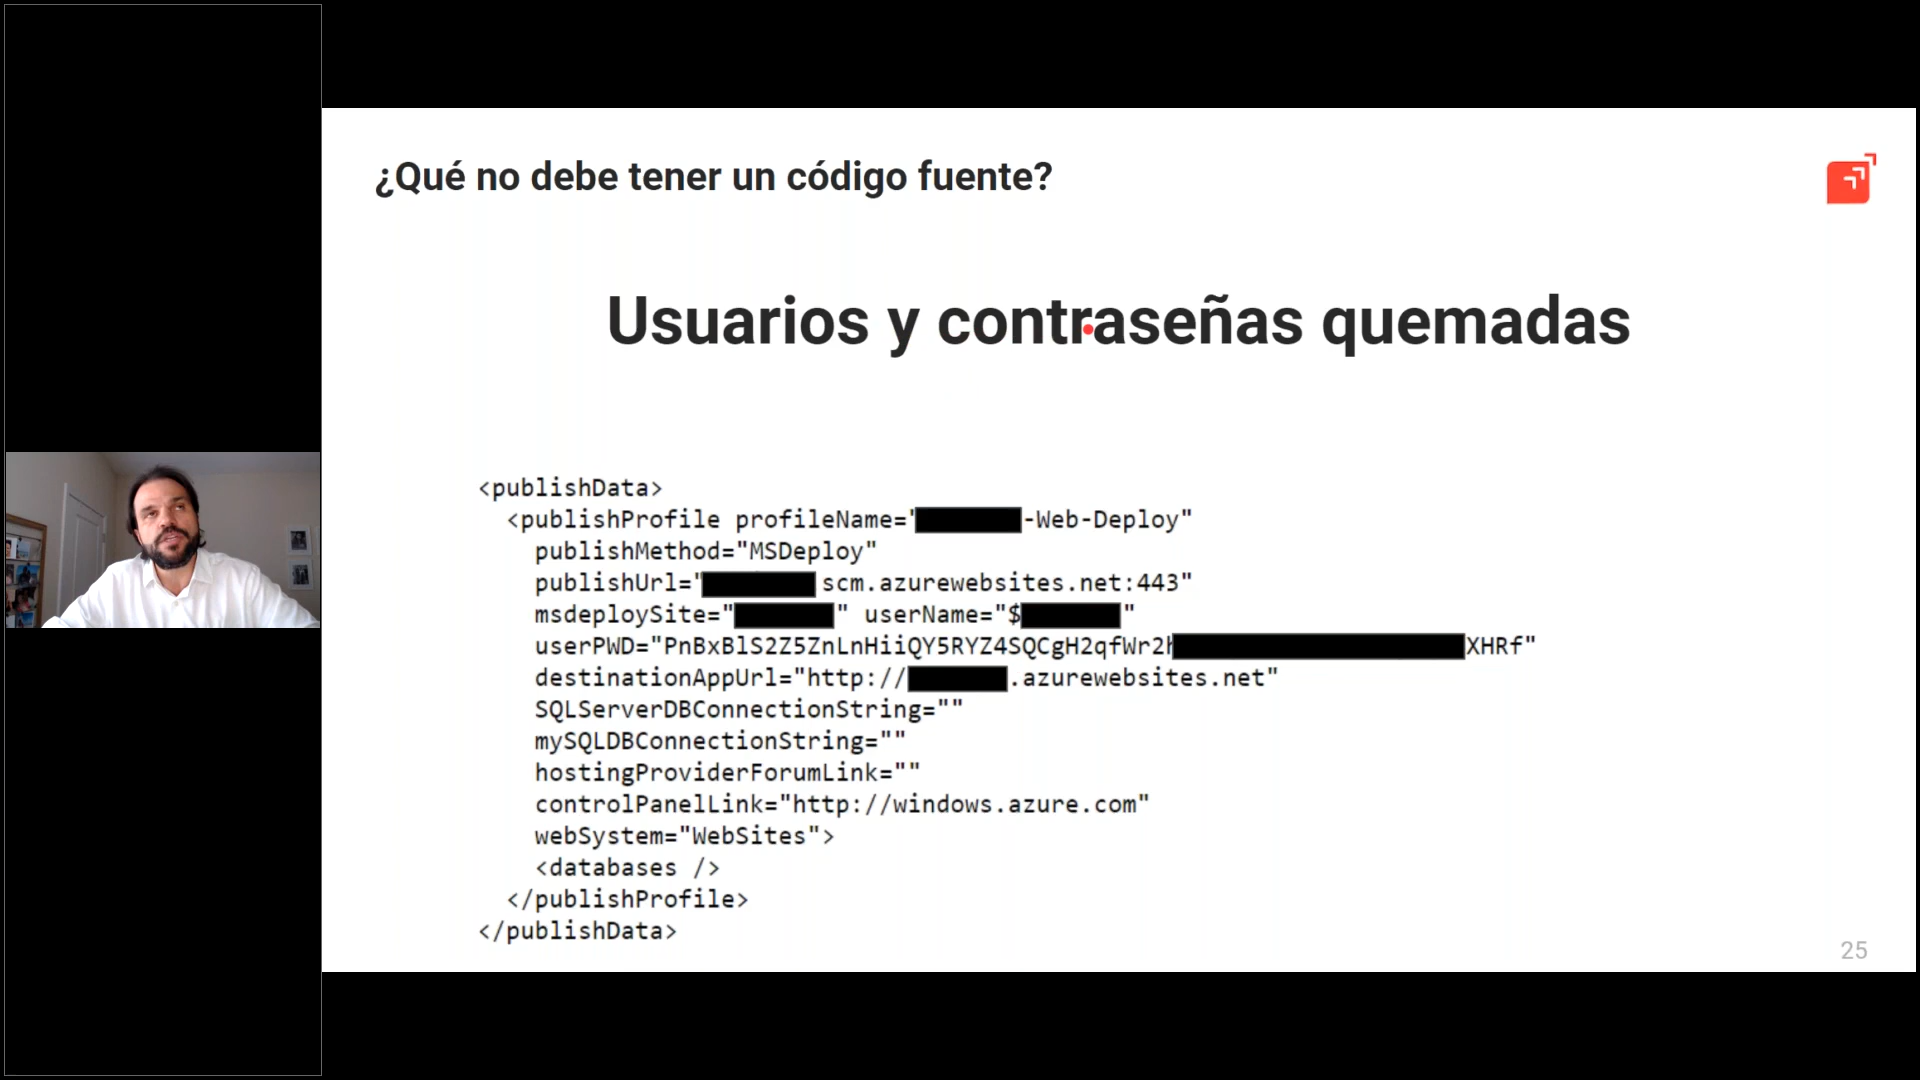 ¿Qué no debe tener un código fuente?
Usuarios y contraseñas quemadas
<publishData>
<publishProfile profileName="-Web-Deploy"
publishMethod="MSDeploy"
publishUrl="scm.azurewebsites.net:443"
msdeploySite="" userName="$"
userPWD="PnBxBlS2Z5ZnLnHiiQY5RYZ4SQCgH2qfWr2hXHRf"
destinationAppUrl="http://.azurewebsites.net"
SQLServerDBConnectionString=""
mySQLDBConnectionString=""
hostingProviderForumLink=""
controlPanelLink="http://windows.azure.com"
webSystem="WebSites">
<databases />
</publishProfile>
</publishData>
25